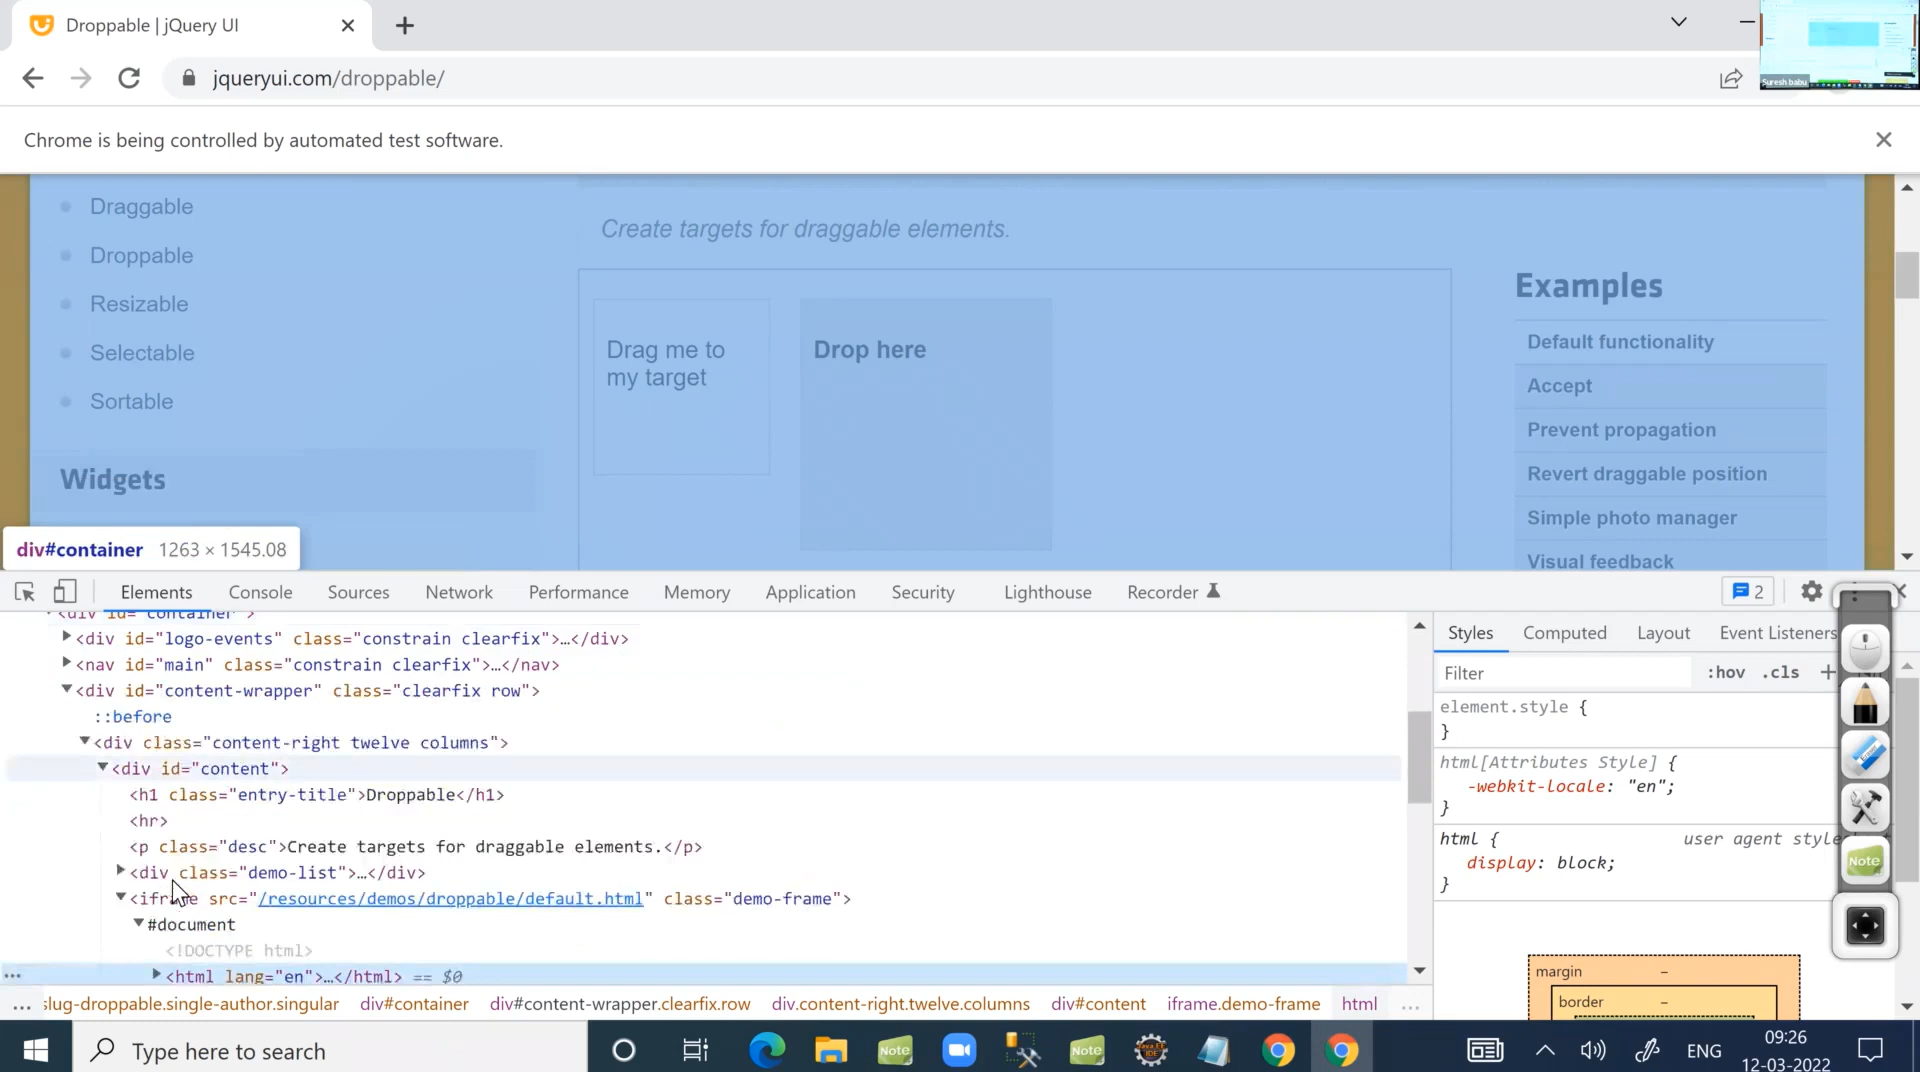 Droppable | jQuery UI
jqueryui.com/droppable/
Suresh babu
Chrome is being controlled by automated test software.
Draggable
Droppable
Resizable
Selectable
Sortable
Widgets
Create targets for draggable elements.
Drag me to
my target
Drop here
Examples
Default functionality
Accept
Prevent propagation
Revert draggable position
Simple photo manager
Visual feedback
div#container 1263 × 1545.08
Elements Console Sources Network Performance Memory Application Security Lighthouse Recorder 2
<div id="container">
<div id="logo-events" class="constrain clearfix">…</div>
<nav id="main" class="constrain clearfix">…</nav>
<div id="content-wrapper" class="clearfix row">
::before
<div class="content-right twelve columns">
<div id="content">
<h1 class="entry-title">Droppable</h1>
<hr>
<p class="desc">Create targets for draggable elements.</p>
<div class="demo-list">…</div>
<iframe src="/resources/demos/droppable/default.html" class="demo-frame">
#document
<!DOCTYPE html>
<html lang="en">…</html> == $0
... slug-droppable.single-author.singular div#container div#content-wrapper.clearfix.row div.content-right.twelve.columns div#content iframe.demo-frame html ...
Styles Computed Layout Event Listeners
Filter :hov .cls +
element.style {
}
html[Attributes Style] {
-webkit-locale: "en";
}
html { user agent style
display: block;
}
margin –
border –
Note
Type here to search
Note
Note
ENG
09:26
12-03-2022